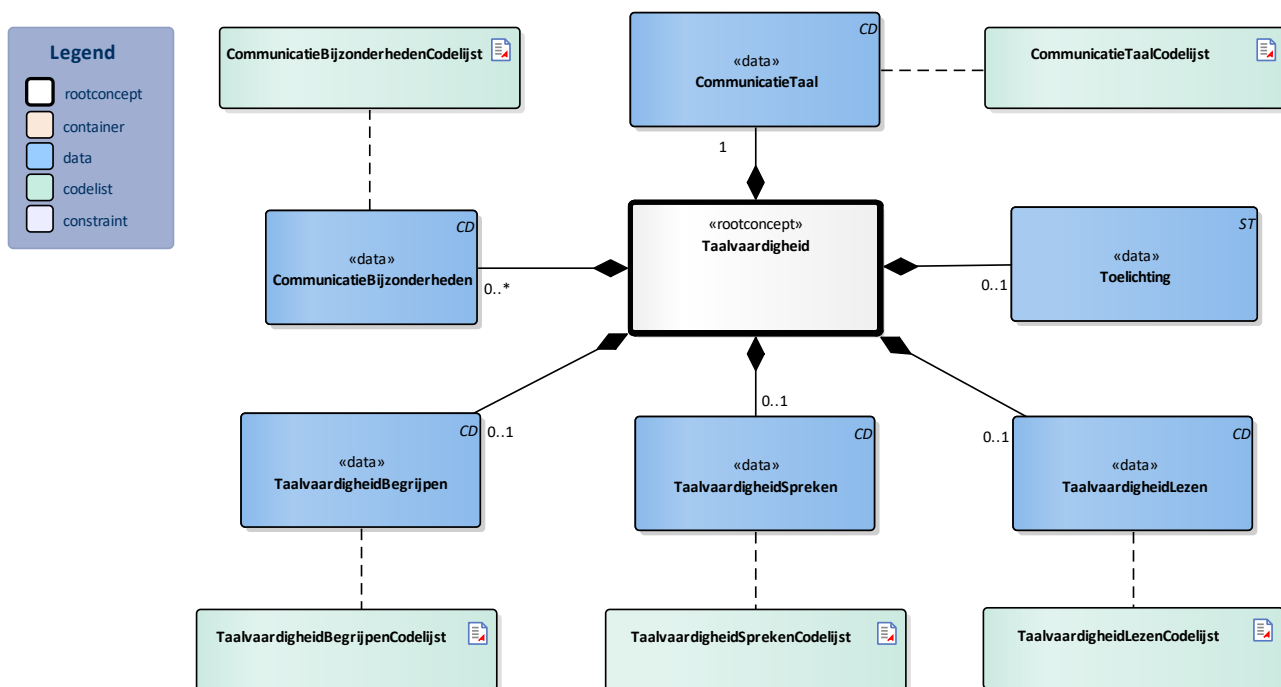 Legend
rootconcept
container
data
codelist
constraint
CommunicatieBijzonderhedenCodelijst
CD
«data»
CommunicatieTaal
CommunicatieTaalCodelijst
1
CD
«data»
CommunicatieBijzonderheden
0..*
«rootconcept»
Taalvaardigheid
ST
«data»
Toelichting
0..1
CD
«data»
TaalvaardigheidBegrijpen
0..1
CD
«data»
TaalvaardigheidSpreken
0..1
CD
«data»
TaalvaardigheidLezen
0..1
TaalvaardigheidBegrijpenCodelijst
TaalvaardigheidSprekenCodelijst
TaalvaardigheidLezenCodelijst